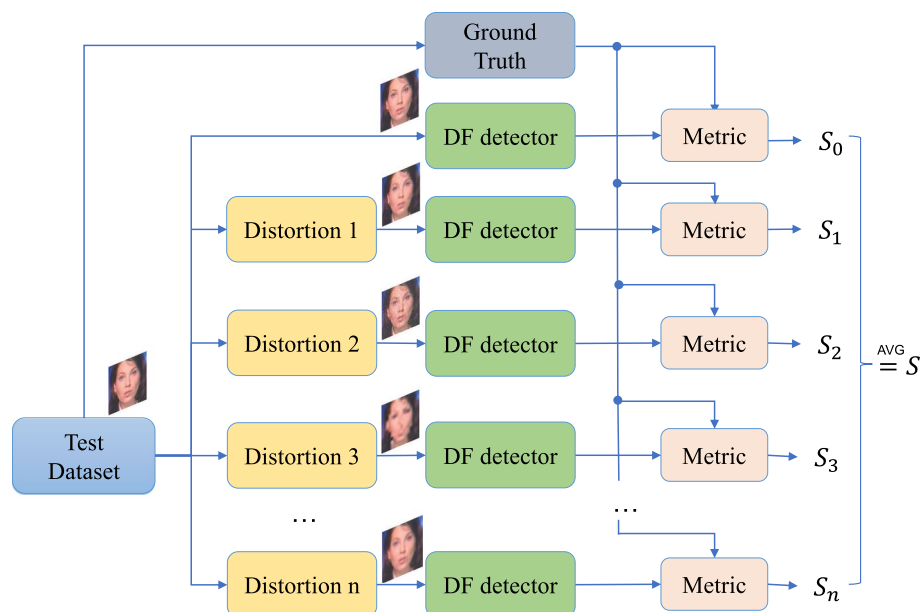 Ground
Truth
DF detector
Metric
S₀
Distortion 1
DF detector
Metric
S₁
Distortion 2
DF detector
Metric
S₂
AVG
= S
Test
Dataset
Distortion 3
DF detector
Metric
S₃
...
...
Distortion n
DF detector
Metric
Sₙ